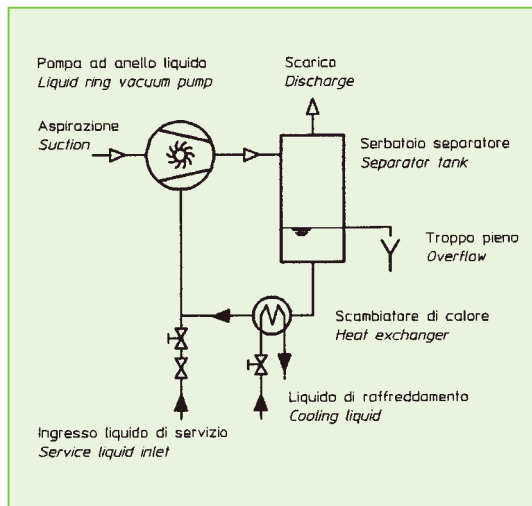 Pompa ad anello liquido
Liquid ring vacuum pump
Scarico
Discharge
Aspirazione
Suction
Serbatoio separatore
Separator tank
Troppo pieno
Overflow
Scambiatore di calore
Heat exchanger
Liquido di raffreddamento
Cooling liquid
Ingresso liquido di servizio
Service liquid inlet